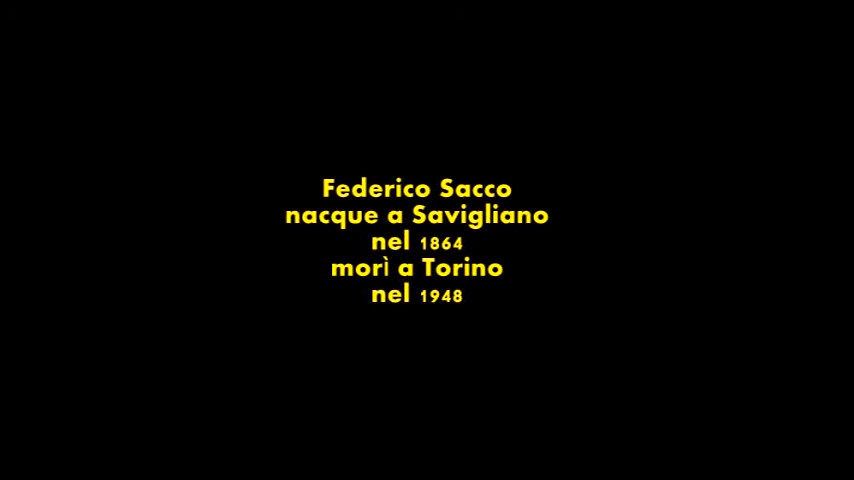 Federico Sacco
nacque a Savigliano
nel 1864
morì a Torino
nel 1948